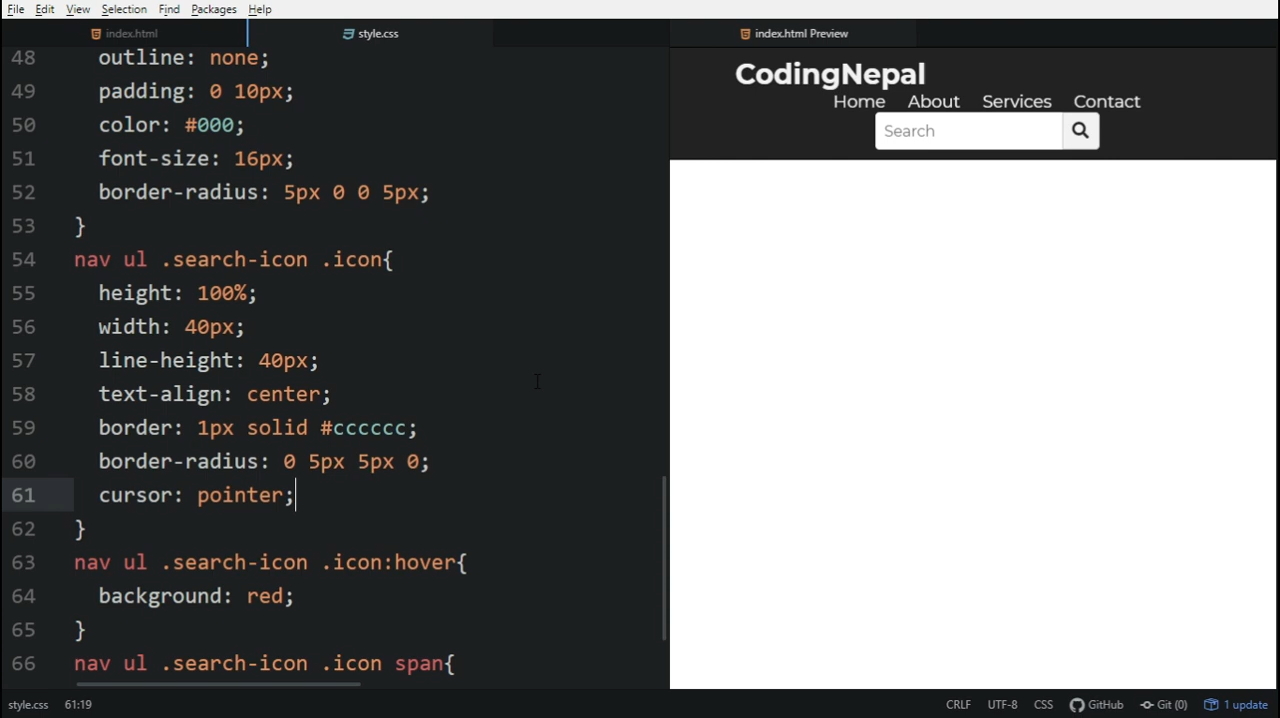 File Edit View Selection Find Packages Help
index.html
style.css
index.html Preview
48 outline: none;
49 padding: 0 10px;
50 color: #000;
51 font-size: 16px;
52 border-radius: 5px 0 0 5px;
53 }
54 nav ul .search-icon .icon{
55 height: 100%;
56 width: 40px;
57 line-height: 40px;
58 text-align: center;
59 border: 1px solid #cccccc;
60 border-radius: 0 5px 5px 0;
61 cursor: pointer;
62 }
63 nav ul .search-icon .icon:hover{
64 background: red;
65 }
66 nav ul .search-icon .icon span{
CodingNepal
Home About Services Contact
Search
style.css 61:19 CRLF UTF-8 CSS GitHub Git (0) 1 update